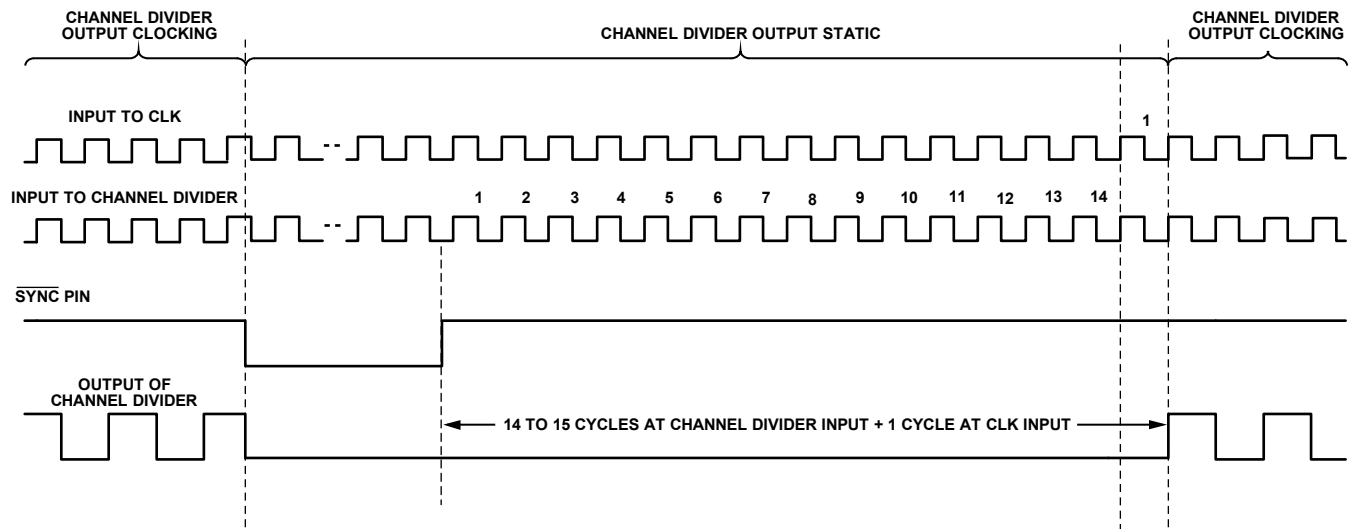 CHANNEL DIVIDER
OUTPUT CLOCKING
CHANNEL DIVIDER OUTPUT STATIC
CHANNEL DIVIDER
OUTPUT CLOCKING
INPUT TO CLK
1
INPUT TO CHANNEL DIVIDER
1 2 3 4 5 6 7 8 9 10 11 12 13 14
SYNC PIN
OUTPUT OF
CHANNEL DIVIDER
14 TO 15 CYCLES AT CHANNEL DIVIDER INPUT + 1 CYCLE AT CLK INPUT